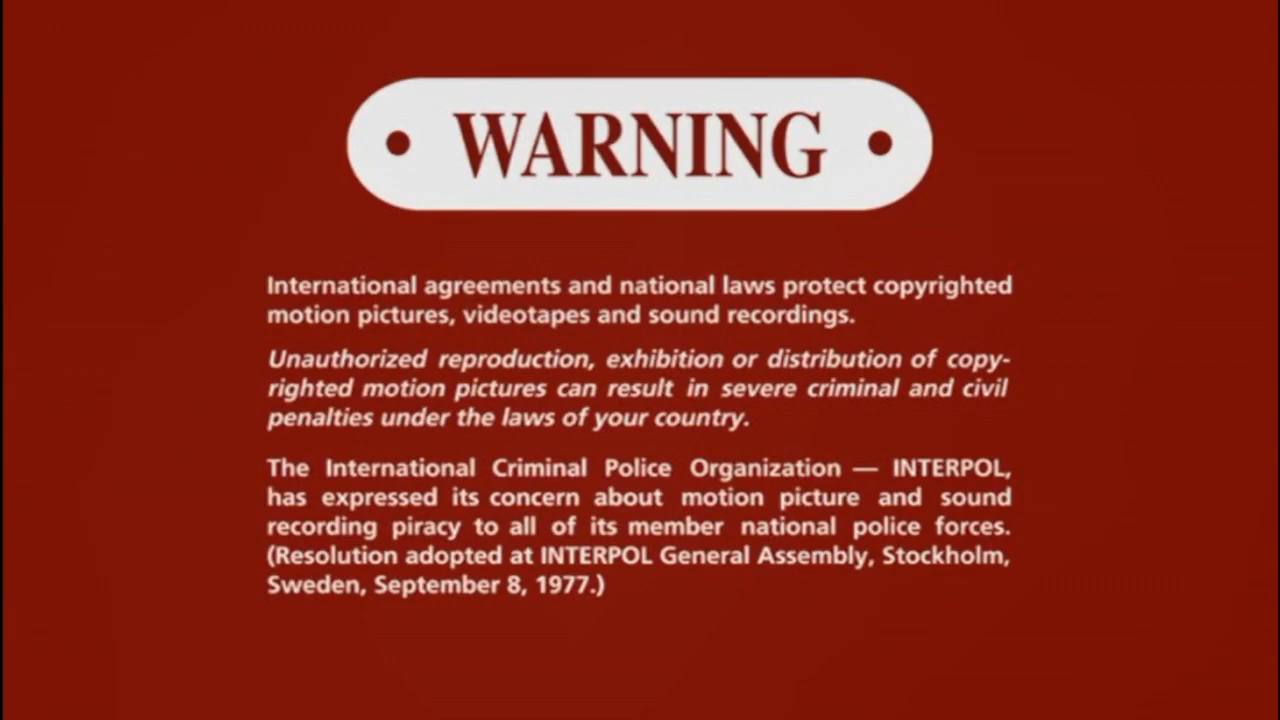 • WARNING •
International agreements and national laws protect copyrighted
motion pictures, videotapes and sound recordings.
Unauthorized reproduction, exhibition or distribution of copy-
righted motion pictures can result in severe criminal and civil
penalties under the laws of your country.
The International Criminal Police Organization — INTERPOL,
has expressed its concern about motion picture and sound
recording piracy to all of its member national police forces.
(Resolution adopted at INTERPOL General Assembly, Stockholm,
Sweden, September 8, 1977.)